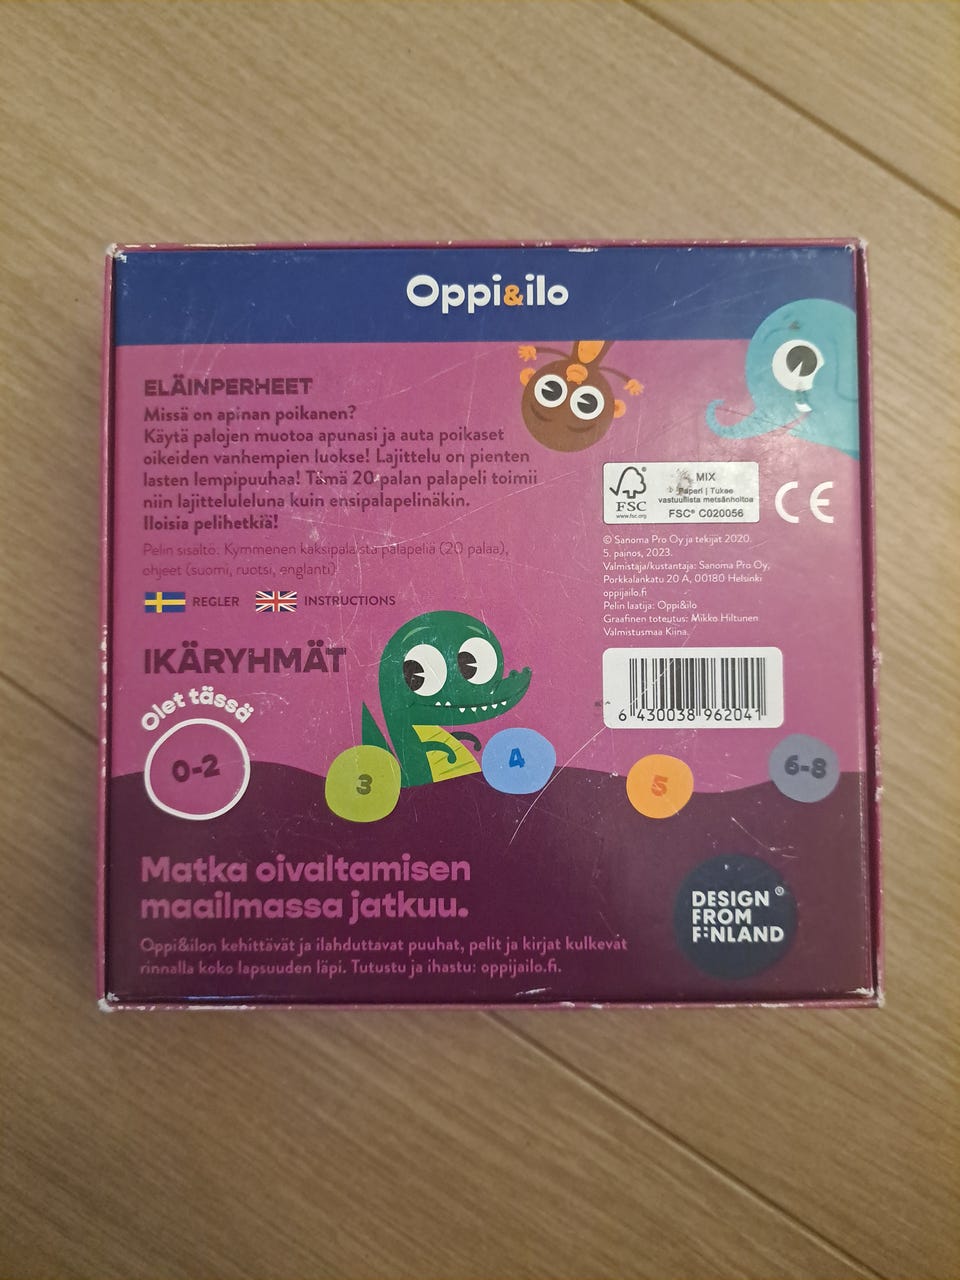 Oppi&ilo
ELÄINPERHEET
Missä on apinan poikanen?
Käytä palojen muotoa apunasi ja auta poikaset
oikeiden vanhempien luokse! Lajittelu on pienten
lasten lempipuuhaa! Tämä 20 palan palapeli toimii
niin lajitteluleluna kuin ensipalapelinäkin.
Iloisia pelihetkiä!
Pelin sisältö: Kymmenen kaksipalaista palapeliä (20 palaa),
ohjeet (suomi, ruotsi, englanti).
REGLER
INSTRUCTIONS
FSC
www.fsc.org
MIX
Paperi | Tukee
vastuullista metsänhoitoa
FSC® C020056
CE
© Sanoma Pro Oy ja tekijät 2020.
5. painos, 2023.
Valmistaja/kustantaja: Sanoma Pro Oy,
Porkkalankatu 20 A, 00180 Helsinki
oppijailo.fi
Pelin laatija: Oppi&ilo
Graafinen toteutus: Mikko Hiltunen
Valmistusmaa Kiina.
6 430038 962041
IKÄRYHMÄT
Olet tässä
0-2
3
4
5
6-8
Matka oivaltamisen
maailmassa jatkuu.
Oppi&ilon kehittävät ja ilahduttavat puuhat, pelit ja kirjat kulkevat
rinnalla koko lapsuuden läpi. Tutustu ja ihastu: oppijailo.fi.
DESIGN®
FROM
FINLAND